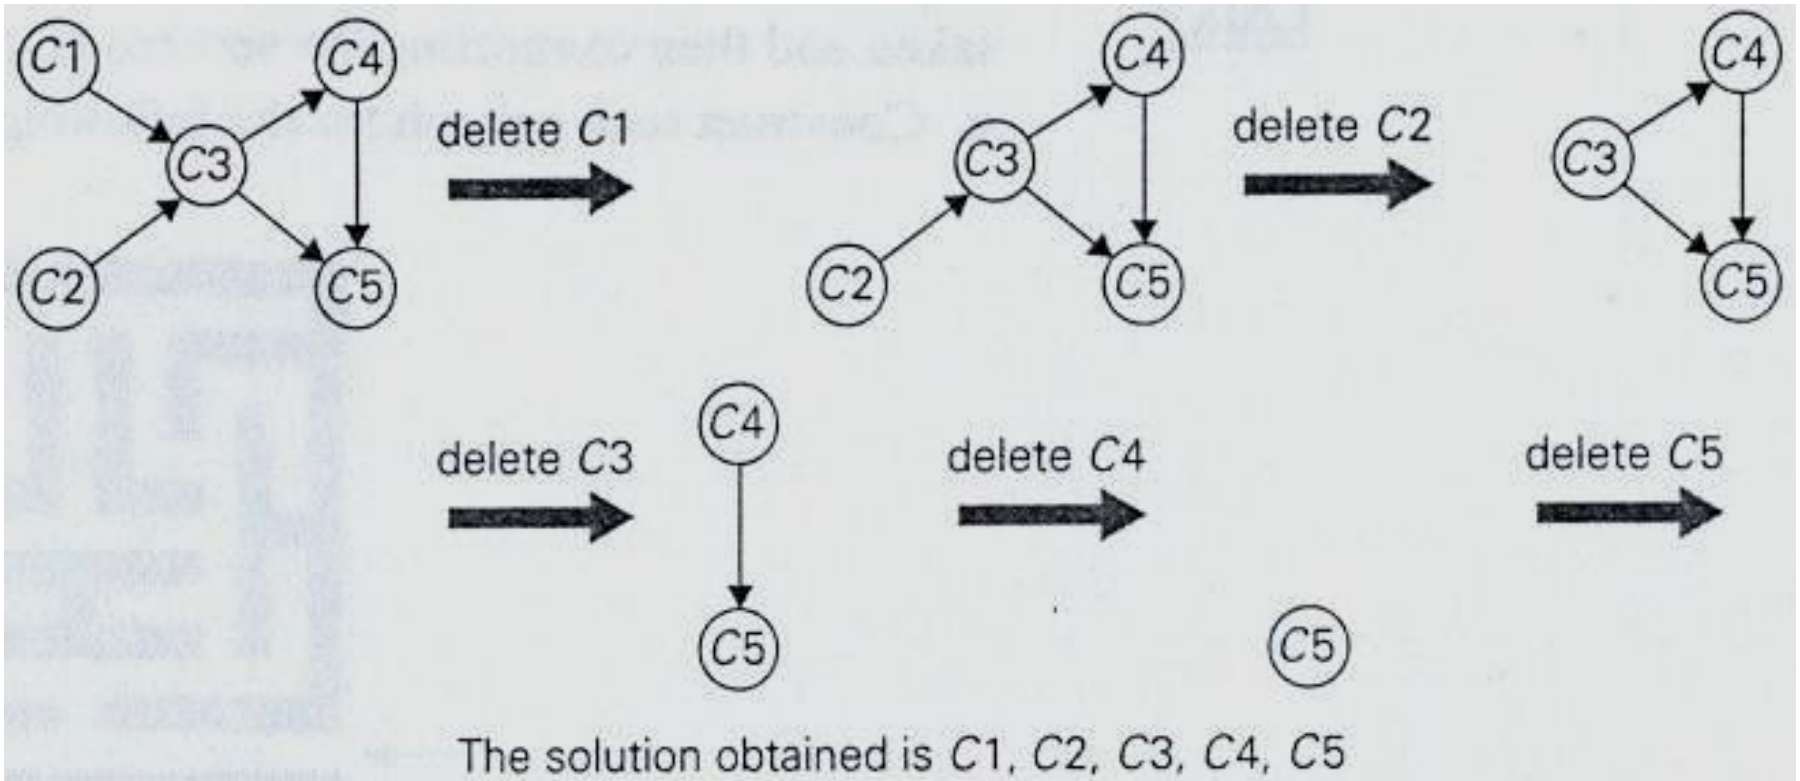 C1
C4
C3
C2
C5
delete C1
C4
C3
C2
C5
delete C2
C4
C3
C5
delete C3
C4
C5
delete C4
C5
delete C5
The solution obtained is C1, C2, C3, C4, C5